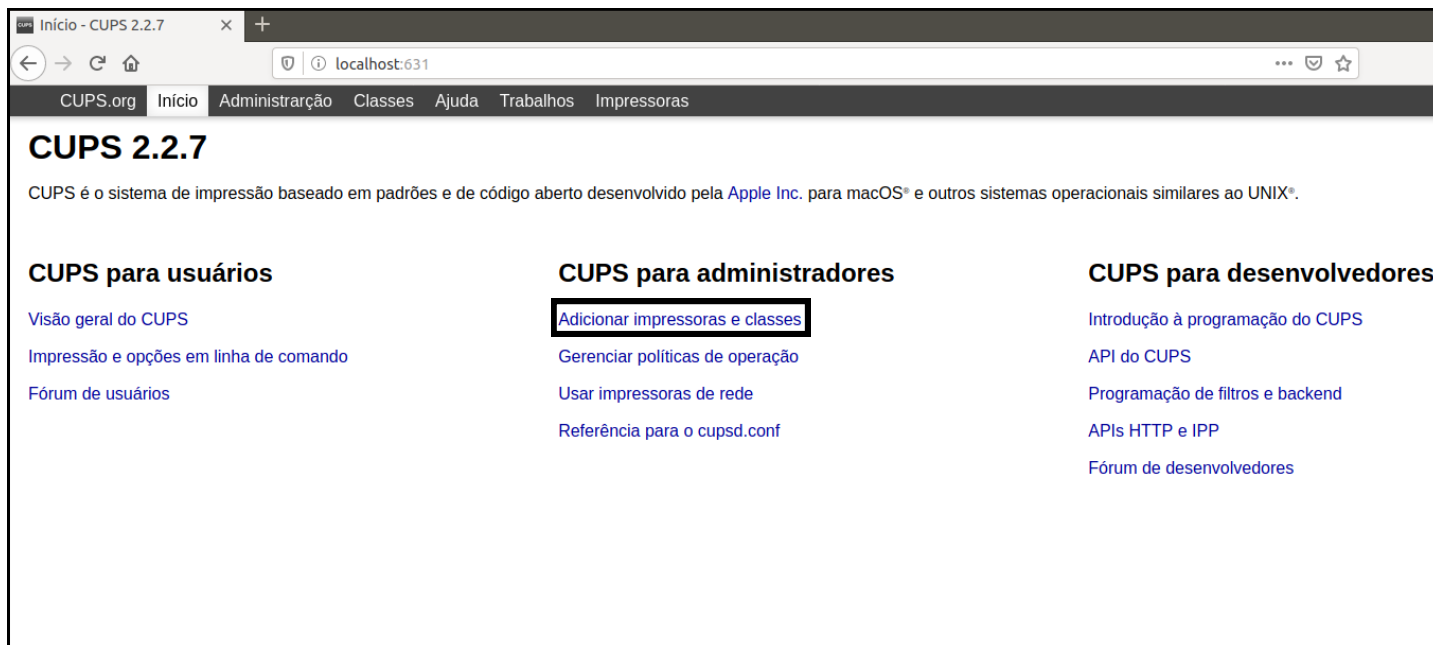 CUPS Início - CUPS 2.2.7
localhost:631
CUPS.org Início Administrarção Classes Ajuda Trabalhos Impressoras
CUPS 2.2.7
CUPS é o sistema de impressão baseado em padrões e de código aberto desenvolvido pela Apple Inc. para macOS® e outros sistemas operacionais similares ao UNIX®.
CUPS para usuários
Visão geral do CUPS
Impressão e opções em linha de comando
Fórum de usuários
CUPS para administradores
Adicionar impressoras e classes
Gerenciar políticas de operação
Usar impressoras de rede
Referência para o cupsd.conf
CUPS para desenvolvedores
Introdução à programação do CUPS
API do CUPS
Programação de filtros e backend
APIs HTTP e IPP
Fórum de desenvolvedores